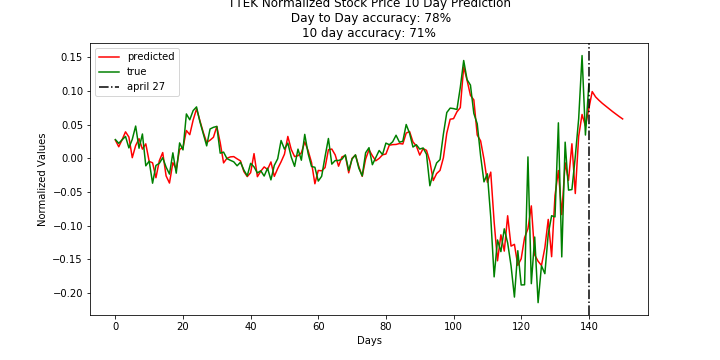 TTEK Normalized Stock Price 10 Day Prediction
Day to Day accuracy: 78%
10 day accuracy: 71%
predicted
true
april 27
Normalized Values
0.15
0.10
0.05
0.00
−0.05
−0.10
−0.15
−0.20
0
20
40
60
80
100
120
140
Days